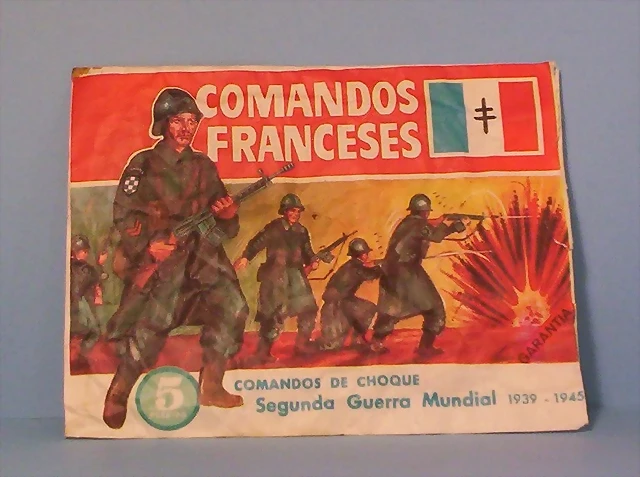 COMANDOS
FRANCESES
GARANTIA
5
COMANDOS DE CHOQUE
Segunda Guerra Mundial 1939-1945